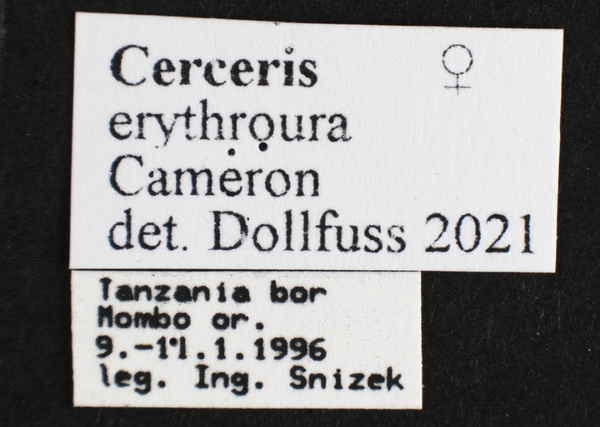 Cerceris ♀
erythroura
Cameron
det. Dollfuss 2021
Tanzania bor
Mombo or.
9.-11.1.1996
leg. Ing. Snizek